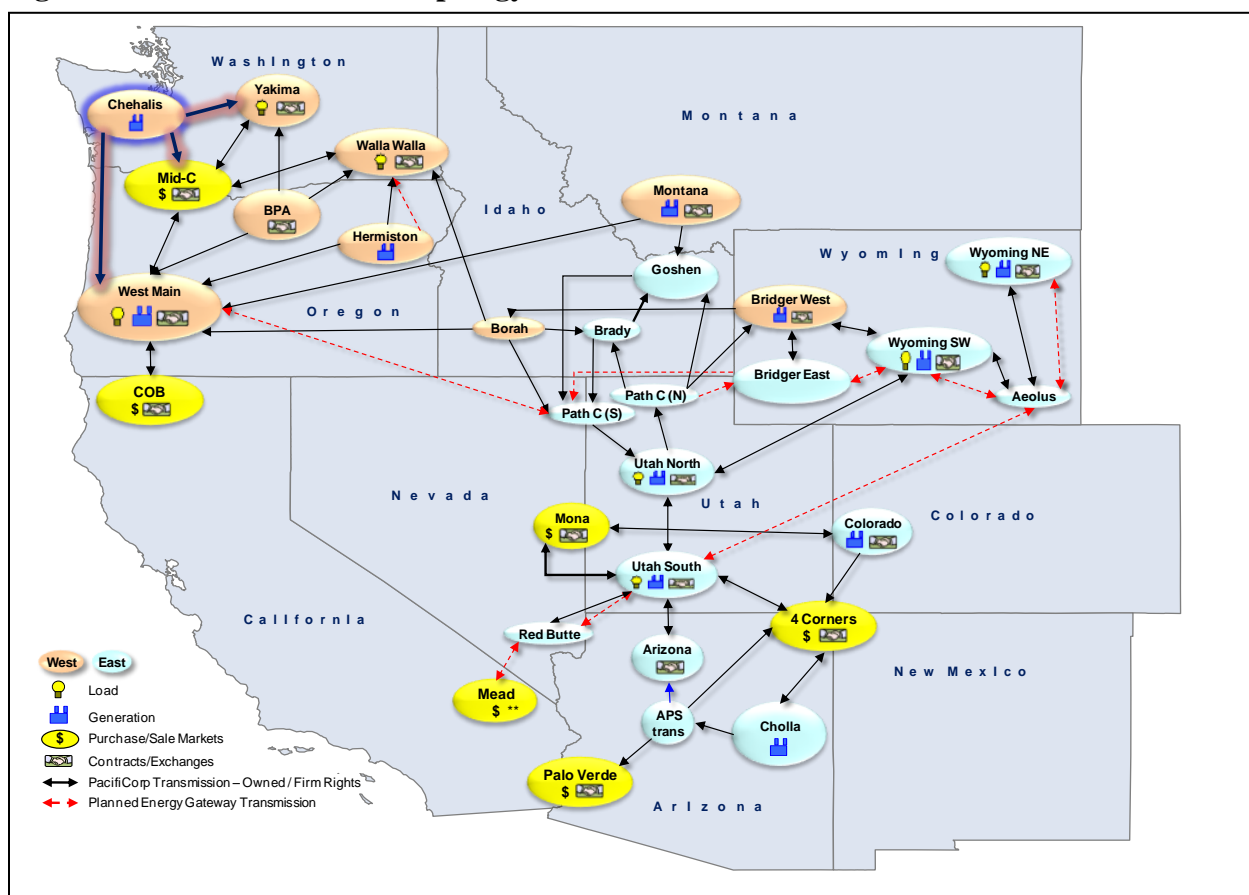 Washington
Yakima
Chehalis
Montana
Walla Walla
Mid-C
$
Montana
BPA
Idaho
Hermiston
Wyoming
Wyoming NE
Goshen
West Main
Bridger West
Oregon
Borah
Brady
Wyoming SW
Bridger East
COB
$
Path C (N)
Path C (S)
Aeolus
Utah North
Nevada
Utah
Mona
$
Colorado
Colorado
Utah South
California
4 Corners
$
Red Butte
Arizona
West
East
New Mexico
Load
Mead
$ **
Generation
APS
trans
Cholla
$
Purchase/Sale Markets
Contracts/Exchanges
Palo Verde
$
PacifiCorp Transmission – Owned / Firm Rights
Arizona
Planned Energy Gateway Transmission